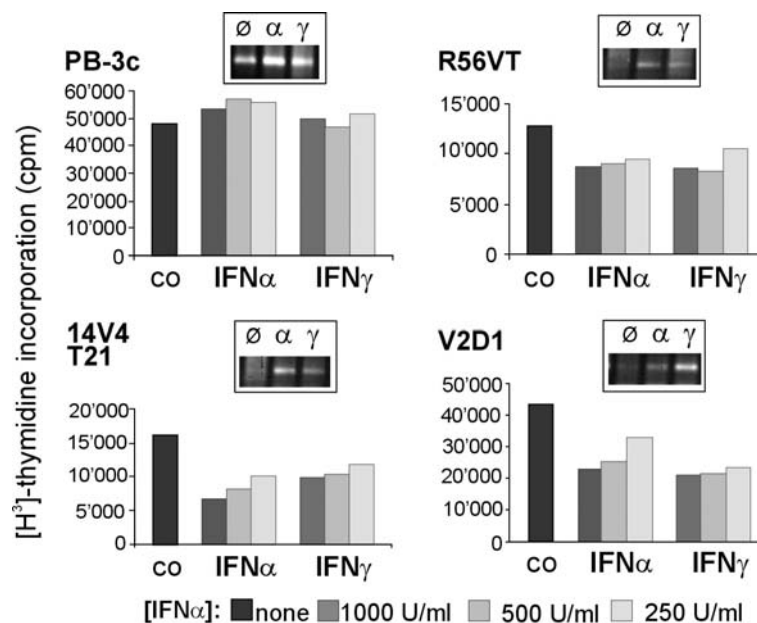 [H³]-thymidine incorporation (cpm)
PB-3c
Ø α γ
60’000
50’000
40’000
30’000
20’000
10’000
0
co IFNα IFNγ
R56VT
Ø α γ
15’000
10’000
5’000
0
co IFNα IFNγ
14V4
T21
Ø α γ
20’000
15’000
10’000
5’000
0
co IFNα IFNγ
V2D1
Ø α γ
50’000
40’000
30’000
20’000
10’000
0
co IFNα IFNγ
[IFNα]: none 1000 U/ml 500 U/ml 250 U/ml